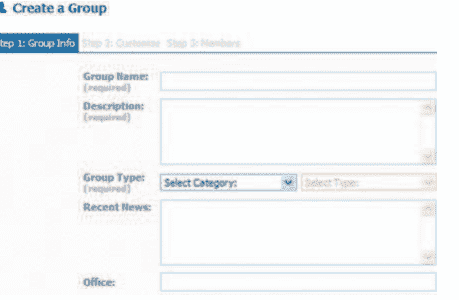 Create a Group
tep 1: Group Info Step 2: Customize Step 3: Members
Group Name:
(required)
Description:
(required)
Group Type: Select Category: Select Type:
(required)
Recent News:
Office: